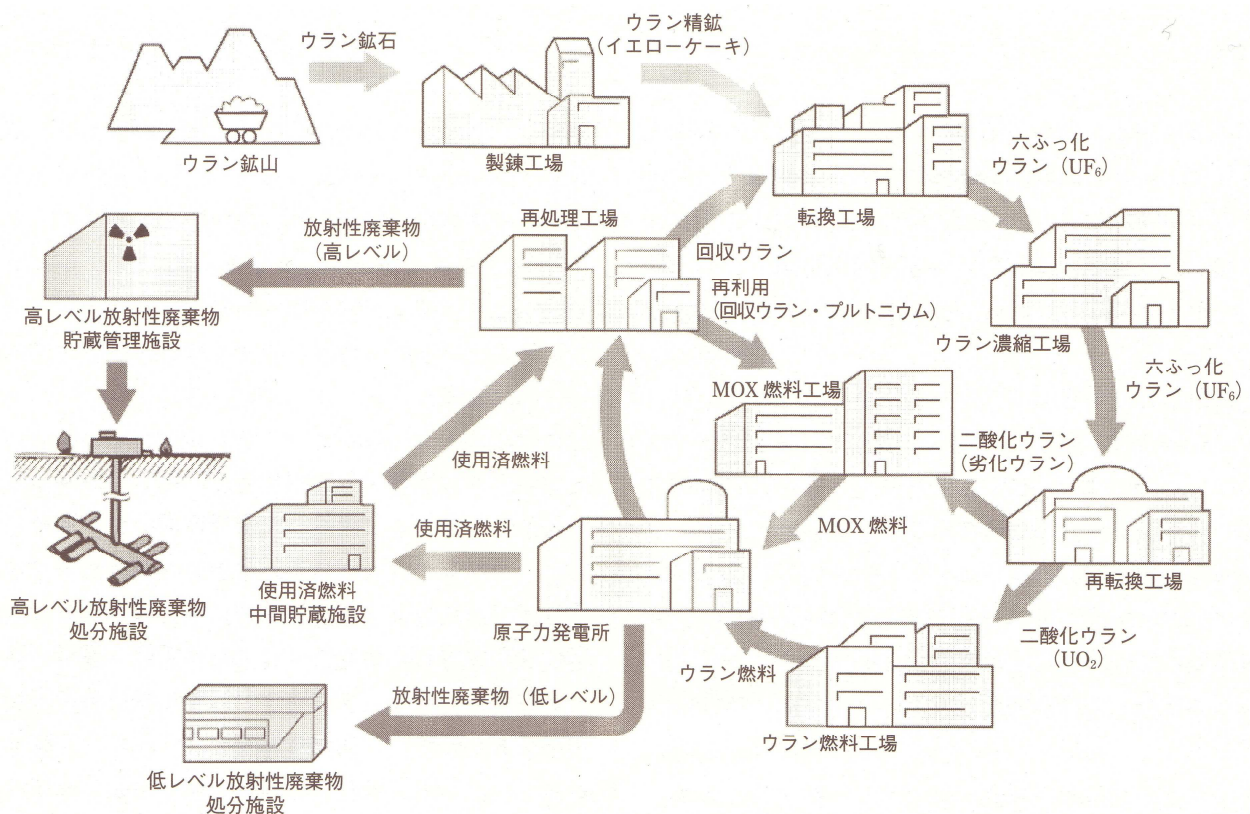 ウラン鉱石
ウラン精鉱
(イエローケーキ)
ウラン鉱山
製錬工場
六ふっ化
ウラン (UF₆)
転換工場
再処理工場
放射性廃棄物
(高レベル)
回収ウラン
再利用
(回収ウラン・プルトニウム)
高レベル放射性廃棄物
貯蔵管理施設
ウラン濃縮工場
六ふっ化
ウラン (UF₆)
MOX 燃料工場
二酸化ウラン
(劣化ウラン)
使用済燃料
使用済燃料
MOX 燃料
再転換工場
使用済燃料
中間貯蔵施設
高レベル放射性廃棄物
処分施設
原子力発電所
二酸化ウラン
(UO₂)
ウラン燃料
放射性廃棄物 (低レベル)
ウラン燃料工場
低レベル放射性廃棄物
処分施設